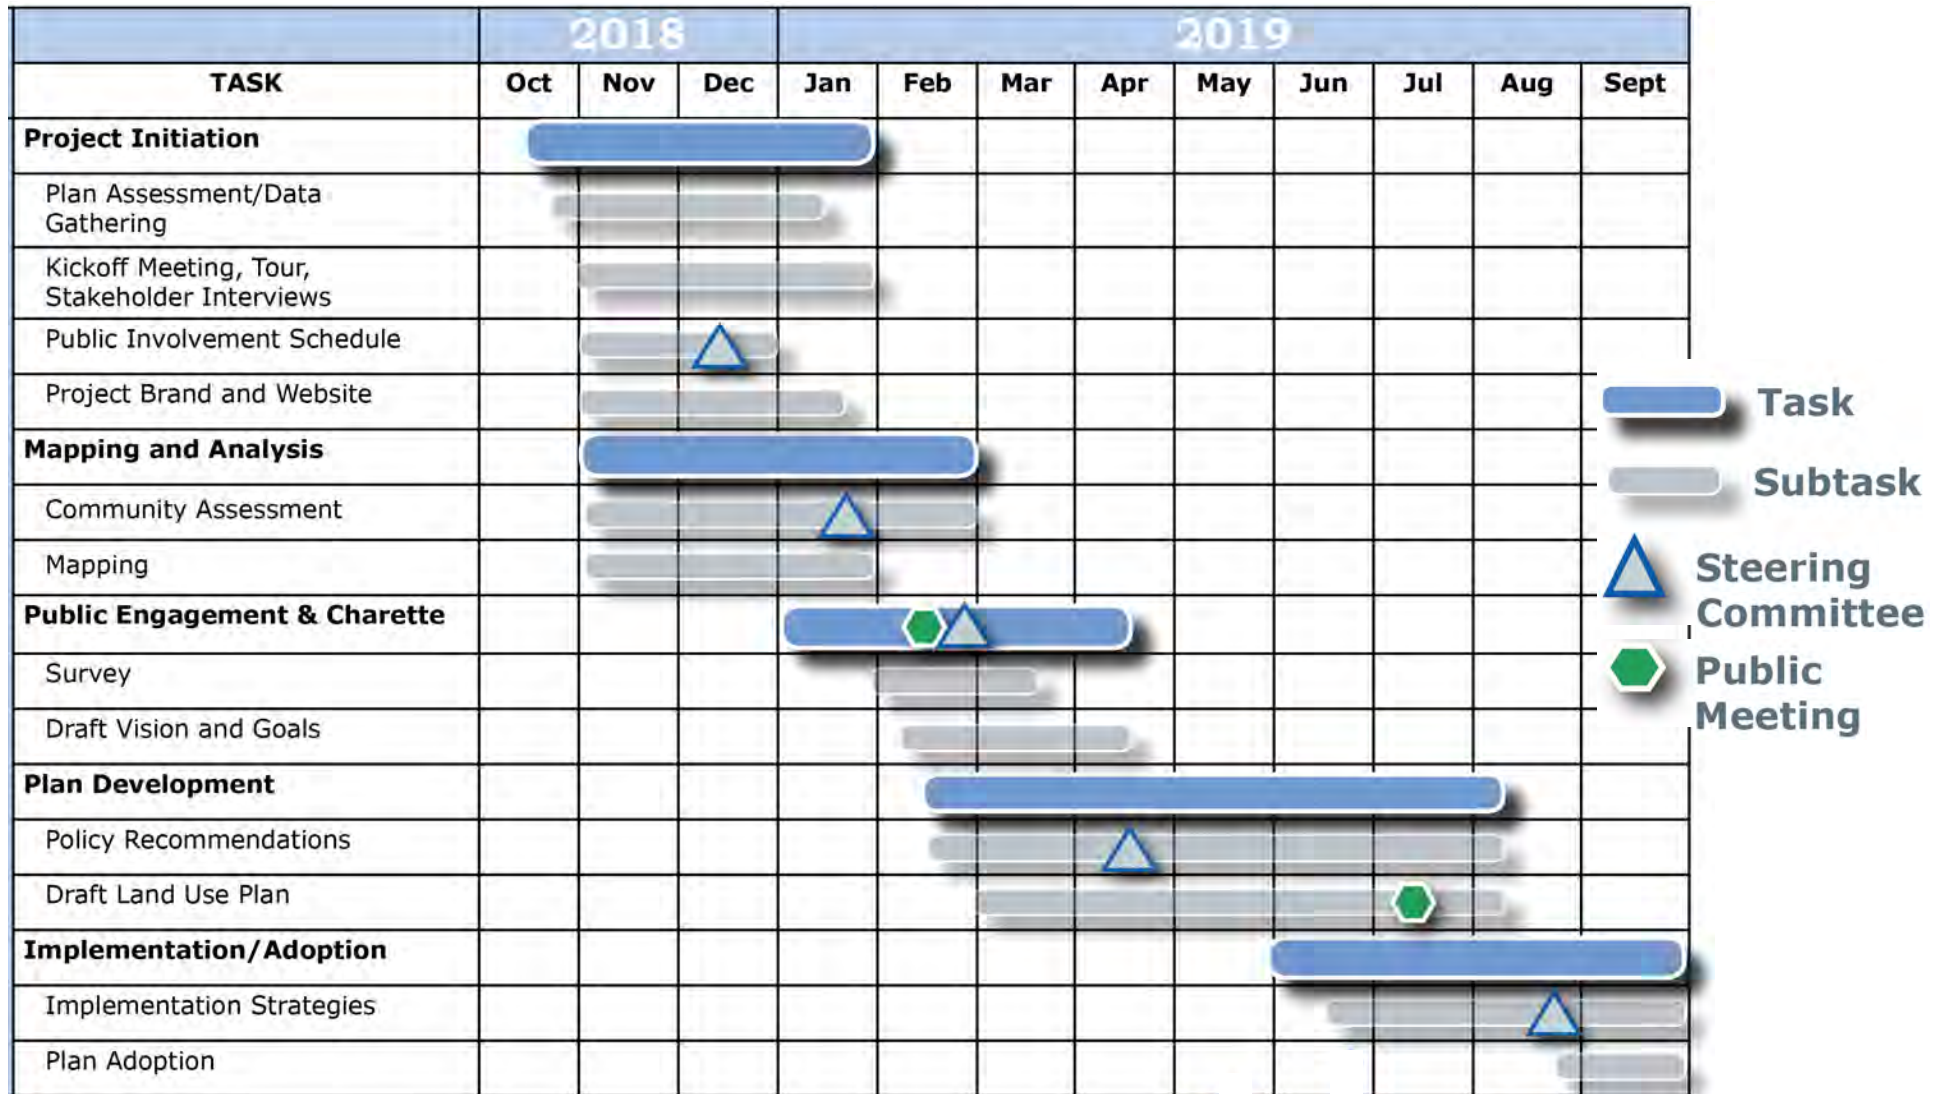 2018 2019
TASK Oct Nov Dec Jan Feb Mar Apr May Jun Jul Aug Sept
Project Initiation
Plan Assessment/Data
Gathering
Kickoff Meeting, Tour,
Stakeholder Interviews
Public Involvement Schedule
Project Brand and Website
Mapping and Analysis
Community Assessment
Mapping
Public Engagement & Charette
Survey
Draft Vision and Goals
Plan Development
Policy Recommendations
Draft Land Use Plan
Implementation/Adoption
Implementation Strategies
Plan Adoption
Task
Subtask
Steering
Committee
Public
Meeting